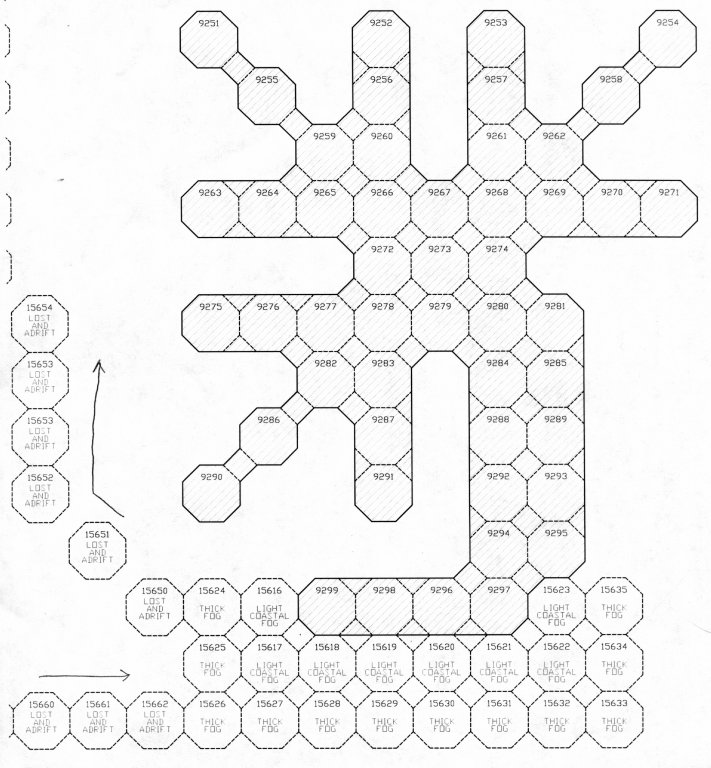 9251
9252
9253
9254
9255
9256
9257
9258
9259
9260
9261
9262
9263
9264
9265
9266
9267
9268
9269
9270
9271
9272
9273
9274
9275
9276
9277
9278
9279
9280
9281
15654
LOST
AND
ADRIFT
9282
9283
9284
9285
15653
LOST
AND
ADRIFT
9286
9287
9288
9289
15653
LOST
AND
ADRIFT
9290
9291
9292
9293
15652
LOST
AND
ADRIFT
9294
9295
15651
LOST
AND
ADRIFT
15650
LOST
AND
ADRIFT
15624
THICK
FOG
15616
LIGHT
COASTAL
FOG
9299
9298
9296
9297
15623
LIGHT
COASTAL
FOG
15635
THICK
FOG
15625
THICK
FOG
15617
LIGHT
COASTAL
FOG
15618
LIGHT
COASTAL
FOG
15619
LIGHT
COASTAL
FOG
15620
LIGHT
COASTAL
FOG
15621
LIGHT
COASTAL
FOG
15622
LIGHT
COASTAL
FOG
15634
THICK
FOG
15660
LOST
AND
ADRIFT
15661
LOST
AND
ADRIFT
15662
LOST
AND
ADRIFT
15626
THICK
FOG
15627
THICK
FOG
15628
THICK
FOG
15629
THICK
FOG
15630
THICK
FOG
15631
THICK
FOG
15632
THICK
FOG
15633
THICK
FOG